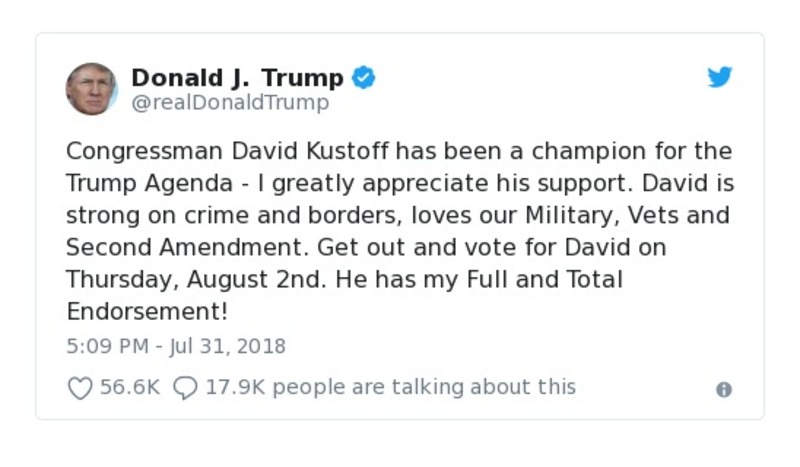 Donald J. Trump
@realDonaldTrump
Congressman David Kustoff has been a champion for the
Trump Agenda - I greatly appreciate his support. David is
strong on crime and borders, loves our Military, Vets and
Second Amendment. Get out and vote for David on
Thursday, August 2nd. He has my Full and Total
Endorsement!
5:09 PM - Jul 31, 2018
56.6K 17.9K people are talking about this